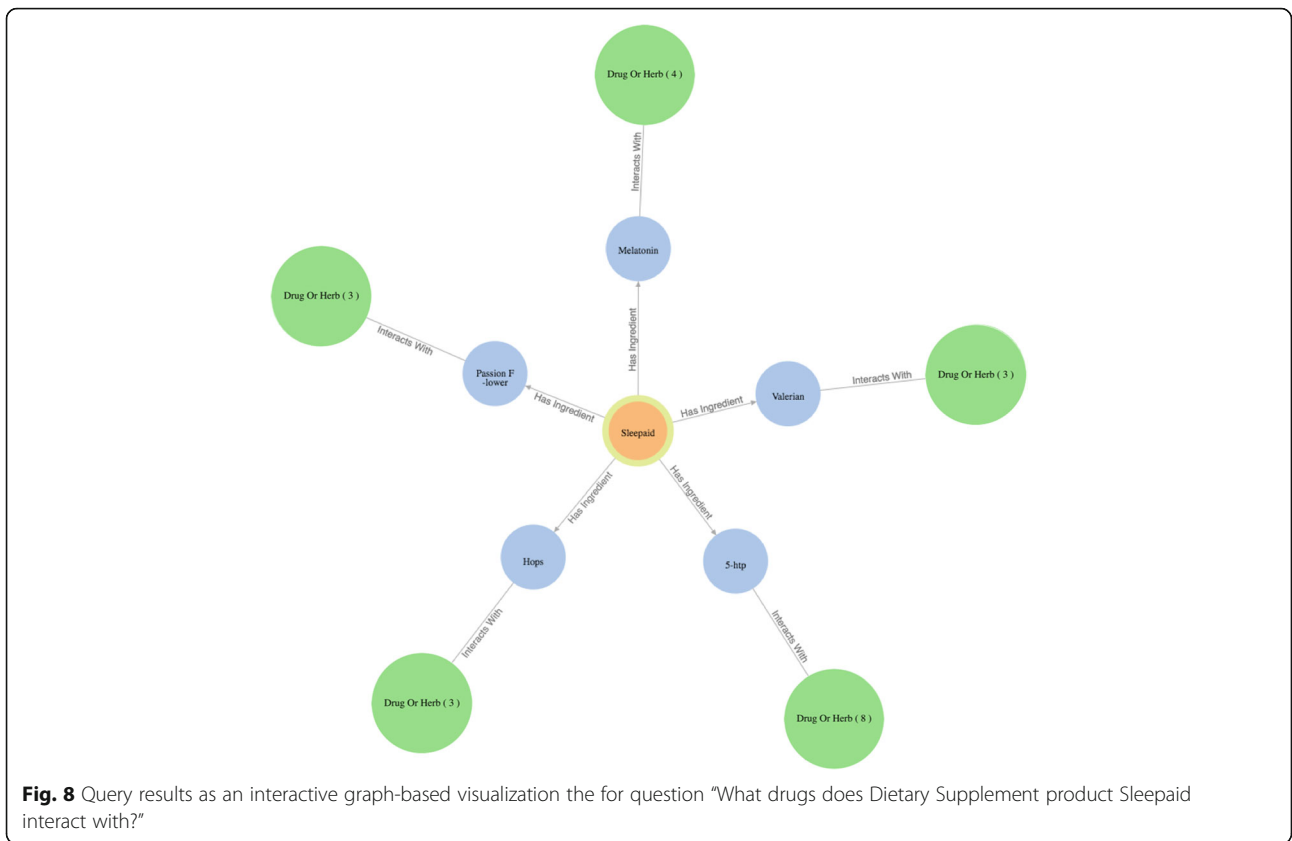 Drug Or Herb ( 4 )
Interacts With
Melatonin
Has Ingredient
Drug Or Herb ( 3 )
Interacts With
Passion F
-lower
Has Ingredient
Sleepaid
Has Ingredient
Valerian
Interacts With
Drug Or Herb ( 3 )
Has Ingredient
Hops
Interacts With
Drug Or Herb ( 3 )
Has Ingredient
5-htp
Interacts With
Drug Or Herb ( 8 )
Fig. 8 Query results as an interactive graph-based visualization the for question “What drugs does Dietary Supplement product Sleepaid
interact with?”